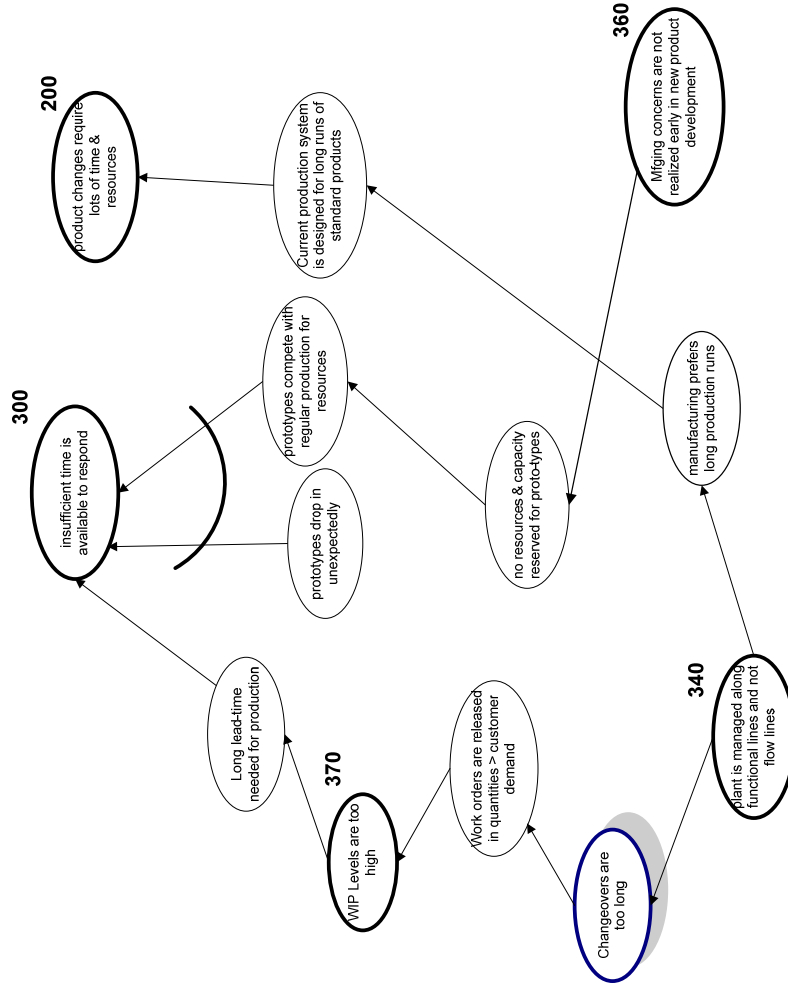 300
insufficient time is
available to respond
200
product changes require
lots of time &
resources
Long lead-time
needed for production
prototypes drop in
unexpectedly
prototypes compete with
regular production for
resources
Current production system
is designed for long runs of
standard products
370
WIP Levels are too
high
Work orders are released
in quantities > customer
demand
no resources & capacity
reserved for proto-types
360
Mfging concerns are not
realized early in new product
development
Changeovers are
too long
340
plant is managed along
functional lines and not
flow lines
manufacturing prefers
long production runs